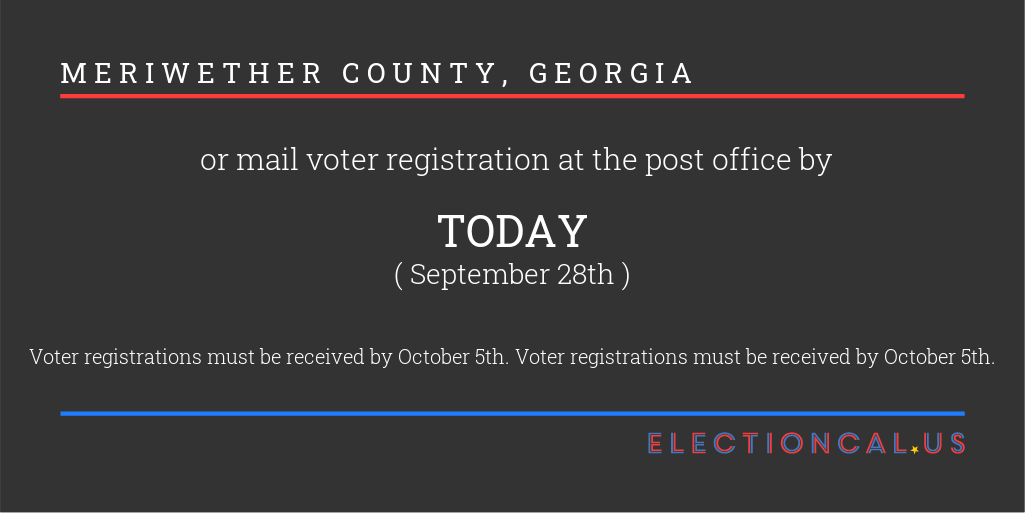 MERIWETHER COUNTY, GEORGIA
or mail voter registration at the post office by
TODAY
( September 28th )
Voter registrations must be received by October 5th. Voter registrations must be received by October 5th.
ELECTIONCAL.US